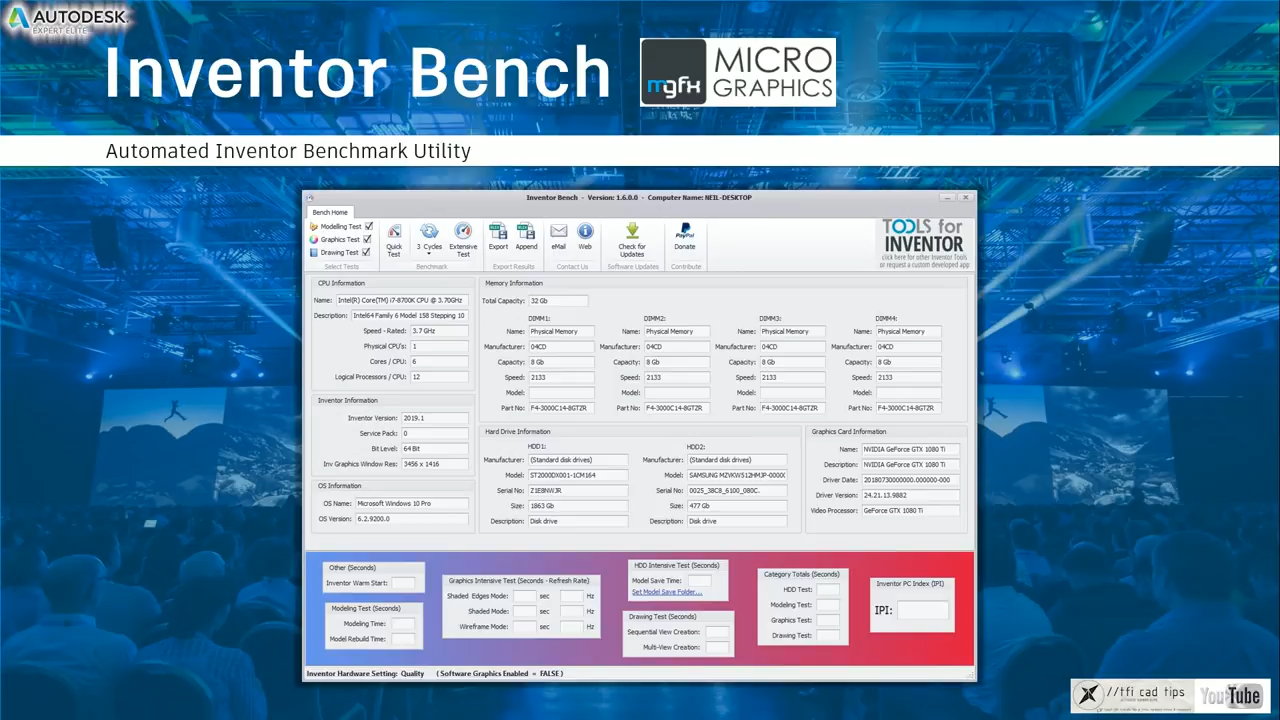 AUTODESK.
EXPERT ELITE
Inventor Bench
mgfx
MICRO
GRAPHICS
Automated Inventor Benchmark Utility
Inventor Bench - Version: 1.6.0.0 - Computer Name: NEIL-DESKTOP
Bench Home
Modelling Test
Graphics Test
Drawing Test
Select Tests
Quick Test
3 Cycles
Extensive Test
Benchmark
Export
Append
Export Results
eMail
Web
Contact Us
Check for Updates
Software Updates
PayPal
Donate
Contribute
TOOLS for
INVENTOR
click here for other Inventor Tools
or request a custom developed app
CPU Information
Name: Intel(R) Core(TM) i7-8700K CPU @ 3.70GHz
Description: Intel64 Family 6 Model 158 Stepping 10
Speed - Rated: 3.7 GHz
Physical CPU's: 1
Cores / CPU: 6
Logical Processors / CPU: 12
Inventor Information
Inventor Version: 2019.1
Service Pack: 0
Bit Level: 64 Bit
Inv Graphics Window Res: 3456 x 1416
OS Information
OS Name: Microsoft Windows 10 Pro
OS Version: 6.2.9200.0
Memory Information
Total Capacity: 32 Gb
DIMM1: DIMM2: DIMM3: DIMM4:
Name: Physical Memory Name: Physical Memory Name: Physical Memory Name: Physical Memory
Manufacturer: 04CD Manufacturer: 04CD Manufacturer: 04CD Manufacturer: 04CD
Capacity: 8 Gb Capacity: 8 Gb Capacity: 8 Gb Capacity: 8 Gb
Speed: 2133 Speed: 2133 Speed: 2133 Speed: 2133
Model: Model: Model: Model:
Part No: F4-3000C14-8GTZR Part No: F4-3000C14-8GTZR Part No: F4-3000C14-8GTZR Part No: F4-3000C14-8GTZR
Hard Drive Information
HDD1: HDD2:
Manufacturer: (Standard disk drives) Manufacturer: (Standard disk drives)
Model: ST2000DX001-1CM164 Model: SAMSUNG MZVKW512HMJP-0000
Serial No: Z1E8NWJR Serial No: 0025_38C8_6100_080C.
Size: 1863 Gb Size: 477 Gb
Description: Disk drive Description: Disk drive
Graphics Card Information
Name: NVIDIA GeForce GTX 1080 Ti
Description: NVIDIA GeForce GTX 1080 Ti
Driver Date: 20180730000000.000000-000
Driver Version: 24.21.13.9882
Video Processor: GeForce GTX 1080 Ti
Other (Seconds)
Inventor Warm Start:
Modeling Test (Seconds)
Modeling Time:
Model Rebuild Time:
Graphics Intensive Test (Seconds - Refresh Rate)
Shaded Edges Mode: sec Hz
Shaded Mode: sec Hz
Wireframe Mode: sec Hz
HDD Intensive Test (Seconds)
Model Save Time:
Set Model Save Folder...
Drawing Test (Seconds)
Sequential View Creation:
Multi-View Creation:
Category Totals (Seconds)
HDD Test:
Modeling Test:
Graphics Test:
Drawing Test:
Inventor PC Index (IPI)
IPI:
Inventor Hardware Setting: Quality ( Software Graphics Enabled = FALSE )
//tfi cad tips
YouTube